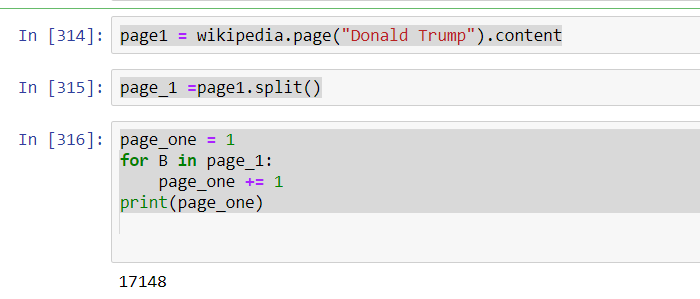 In [314]: page1 = wikipedia.page("Donald Trump").content
In [315]: page_1 =page1.split()
In [316]: page_one = 1
for B in page_1:
    page_one += 1
print(page_one)
17148